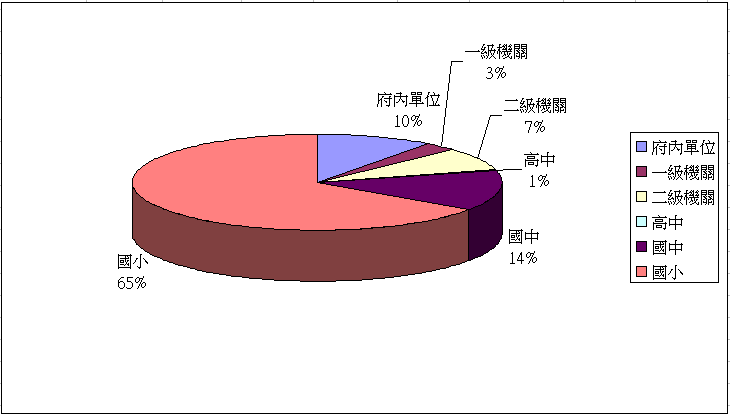 一級機關
3%
府內單位
10%
二級機關
7%
高中
1%
國中
14%
國小
65%
府內單位
一級機關
二級機關
高中
國中
國小